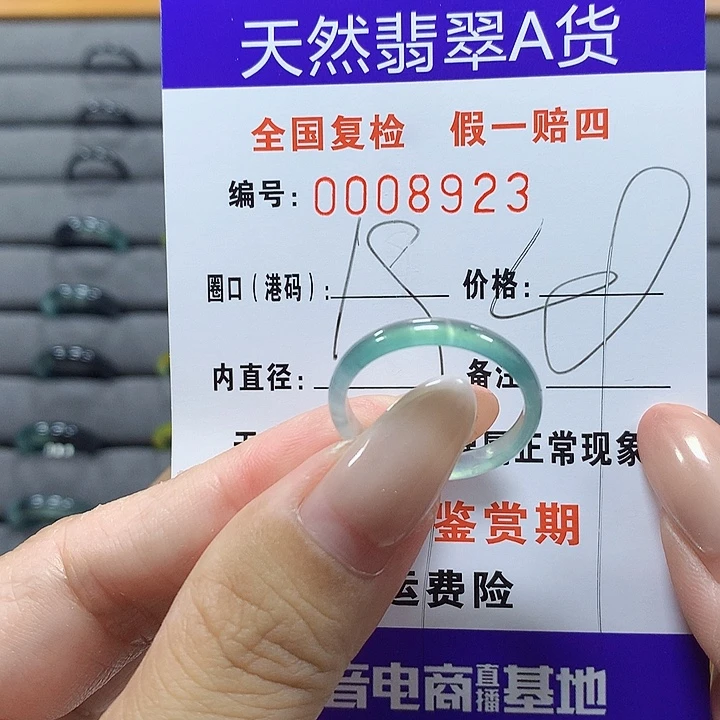 天然翡翠A货
全国复检 假一赔四
编号: 0008923
圈口(港码): 18 价格:
内直径: 备注
正常现象
鉴赏期
运费险
音电商直播基地